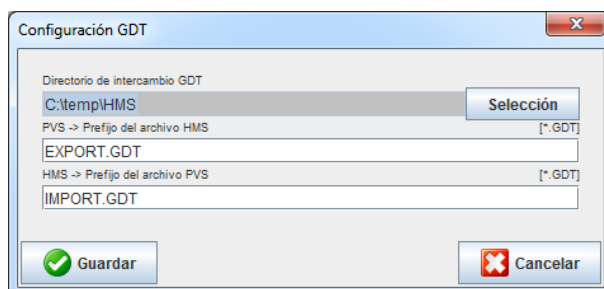 Configuración GDT
Directorio de intercambio GDT
C:\temp\HMS
Selección
PVS -> Prefijo del archivo HMS [*.GDT]
EXPORT.GDT
HMS -> Prefijo del archivo PVS [*.GDT]
IMPORT.GDT
Guardar Cancelar